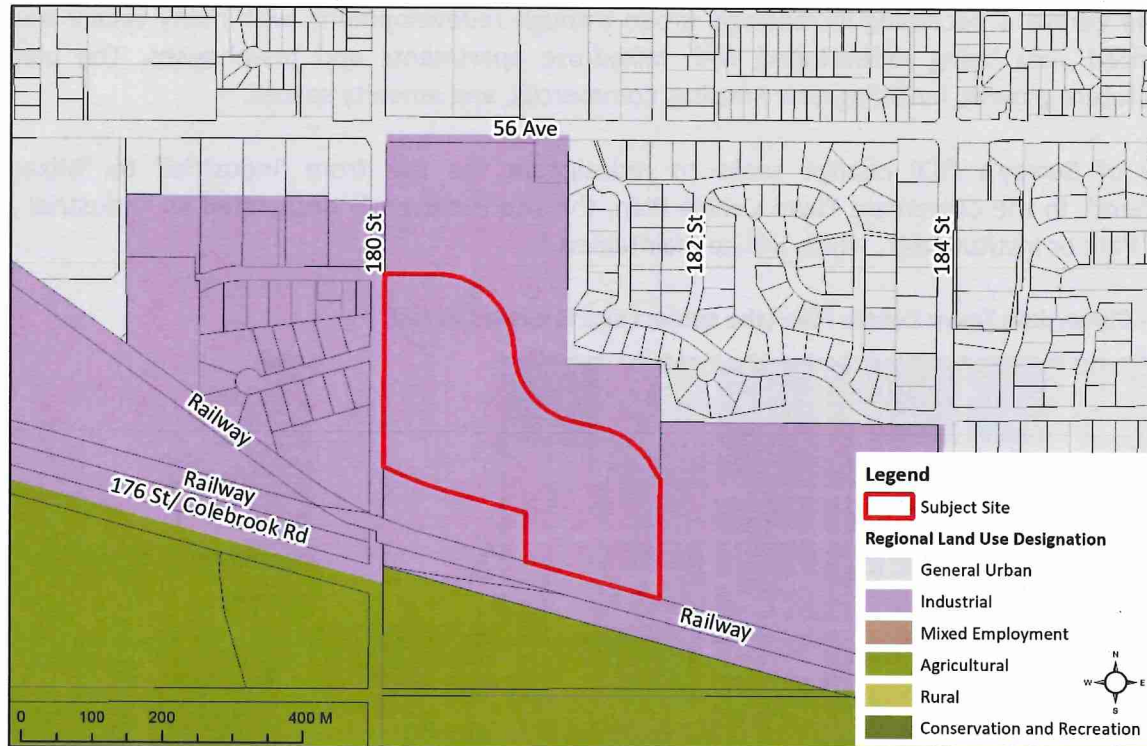 56 Ave
180 St
182 St
184 St
Railway
Railway
176 St/ Colebrook Rd
Railway
Legend
Subject Site
Regional Land Use Designation
General Urban
Industrial
Mixed Employment
Agricultural
Rural
Conservation and Recreation
N
W E
S
0 100 200 400 M